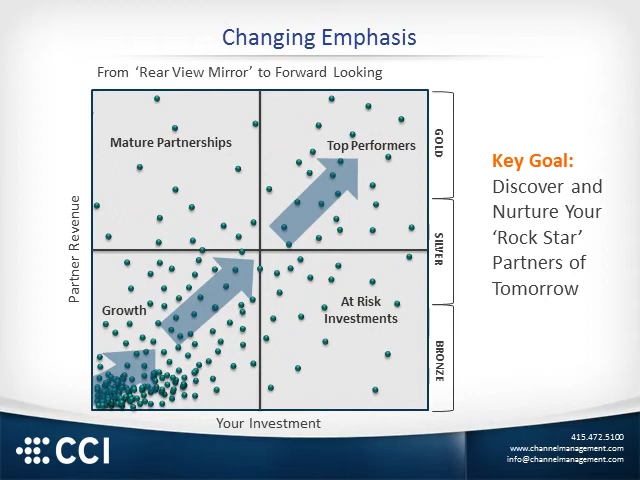 Changing Emphasis
From ‘Rear View Mirror’ to Forward Looking
Mature Partnerships
Top Performers
GOLD
Partner Revenue
SILVER
Growth
At Risk
Investments
BRONZE
Your Investment
Key Goal:
Discover and
Nurture Your
‘Rock Star’
Partners of
Tomorrow
CCI
415.472.5100
www.channelmanagement.com
info@channelmanagement.com